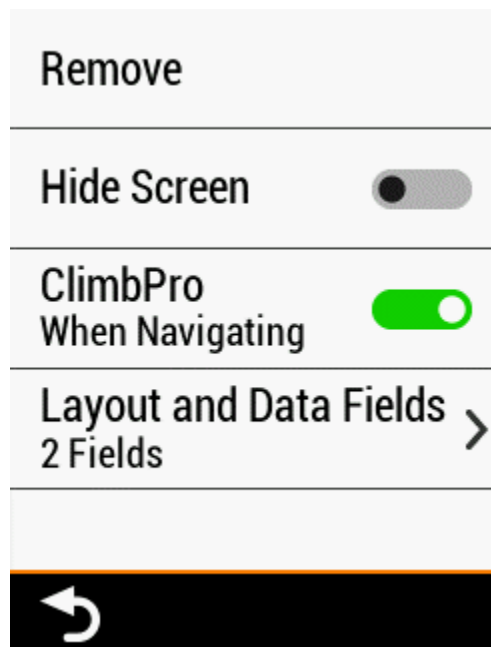 Remove
Hide Screen
ClimbPro
When Navigating
Layout and Data Fields
2 Fields